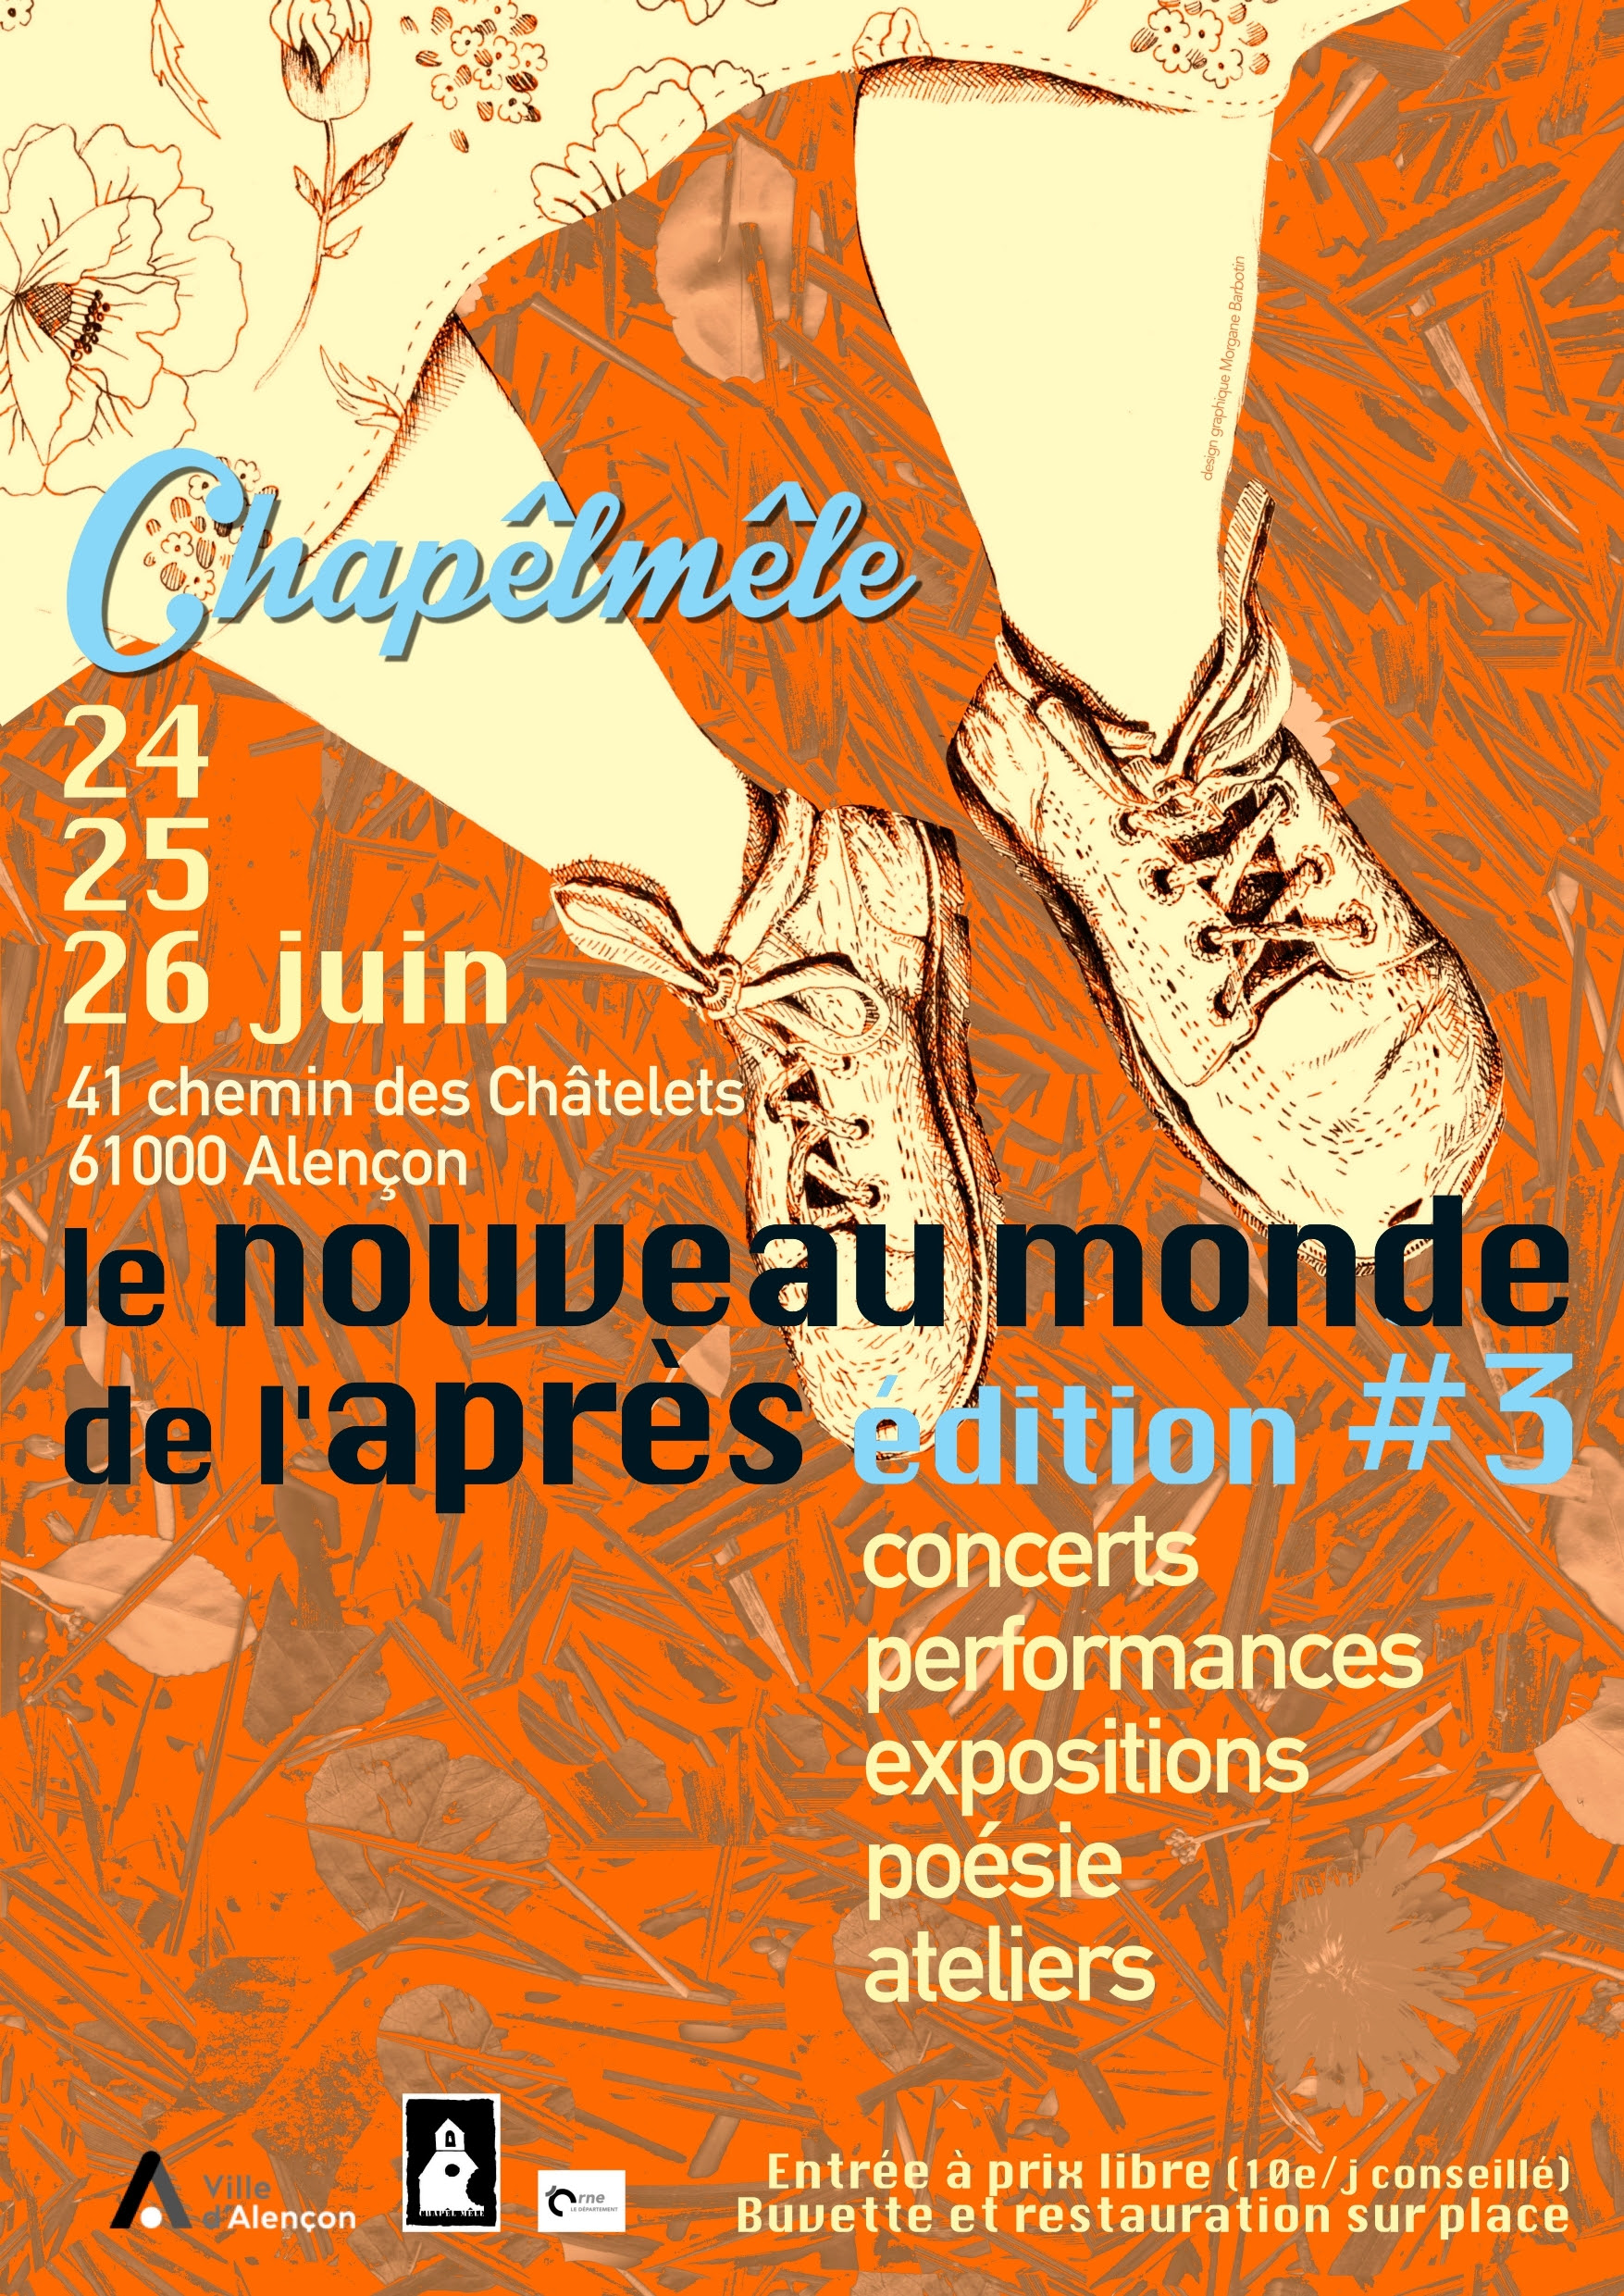 design graphique Morgane Barbotin
Chapêlmêle
24
25
26 juin
41 chemin des Châtelets
61000 Alençon
le nouveau monde
de l'après édition #3
concerts
performances
expositions
poésie
ateliers
Entrée à prix libre (10e/j conseillé)
Buvette et restauration sur place
Ville
d'Alençon
CHAPÊL MÊLE
Orne
LE DÉPARTEMENT